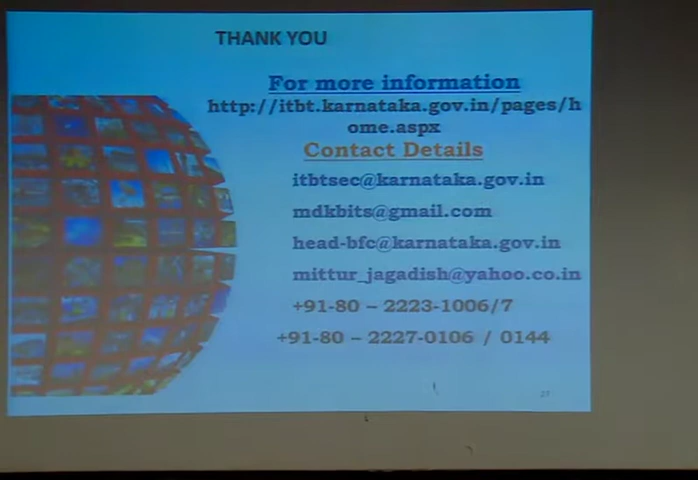 THANK YOU
For more information
http://itbt.karnataka.gov.in/pages/h
ome.aspx
Contact Details
itbtsec@karnataka.gov.in
mdkbits@gmail.com
head-bfc@karnataka.gov.in
mittur_jagadish@yahoo.co.in
+91-80 – 2223-1006/7
+91-80 – 2227-0106 / 0144